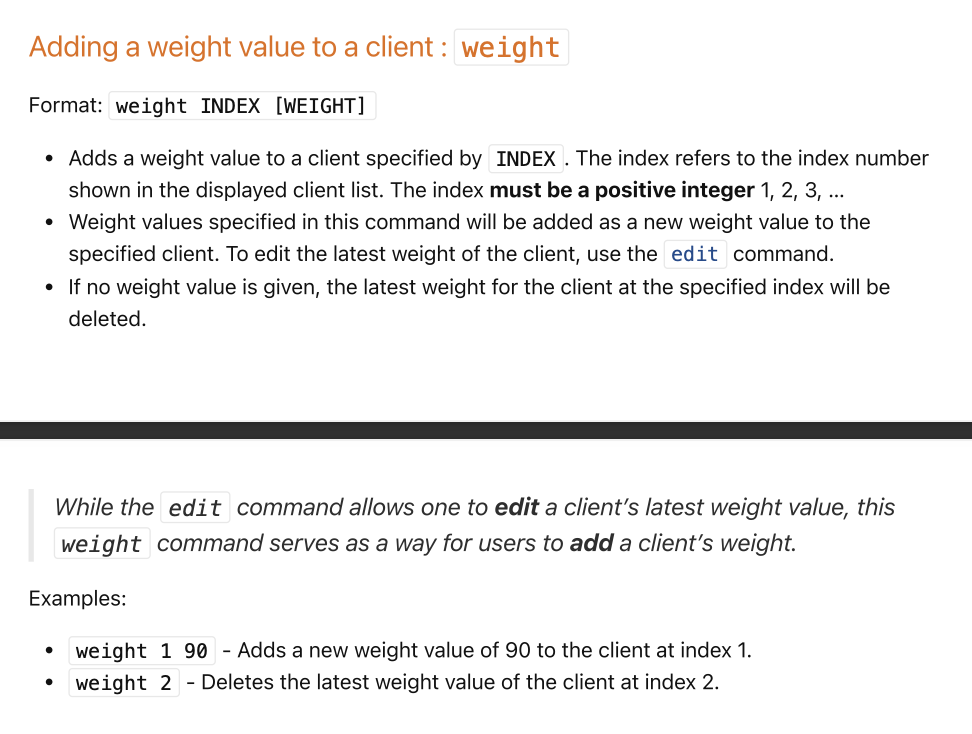 Adding a weight value to a client : weight
Format: weight INDEX [WEIGHT]
• Adds a weight value to a client specified by INDEX . The index refers to the index number
shown in the displayed client list. The index must be a positive integer 1, 2, 3, …
• Weight values specified in this command will be added as a new weight value to the
specified client. To edit the latest weight of the client, use the edit command.
• If no weight value is given, the latest weight for the client at the specified index will be
deleted.
While the edit command allows one to edit a client’s latest weight value, this
weight command serves as a way for users to add a client’s weight.
Examples:
• weight 1 90 - Adds a new weight value of 90 to the client at index 1.
• weight 2 - Deletes the latest weight value of the client at index 2.